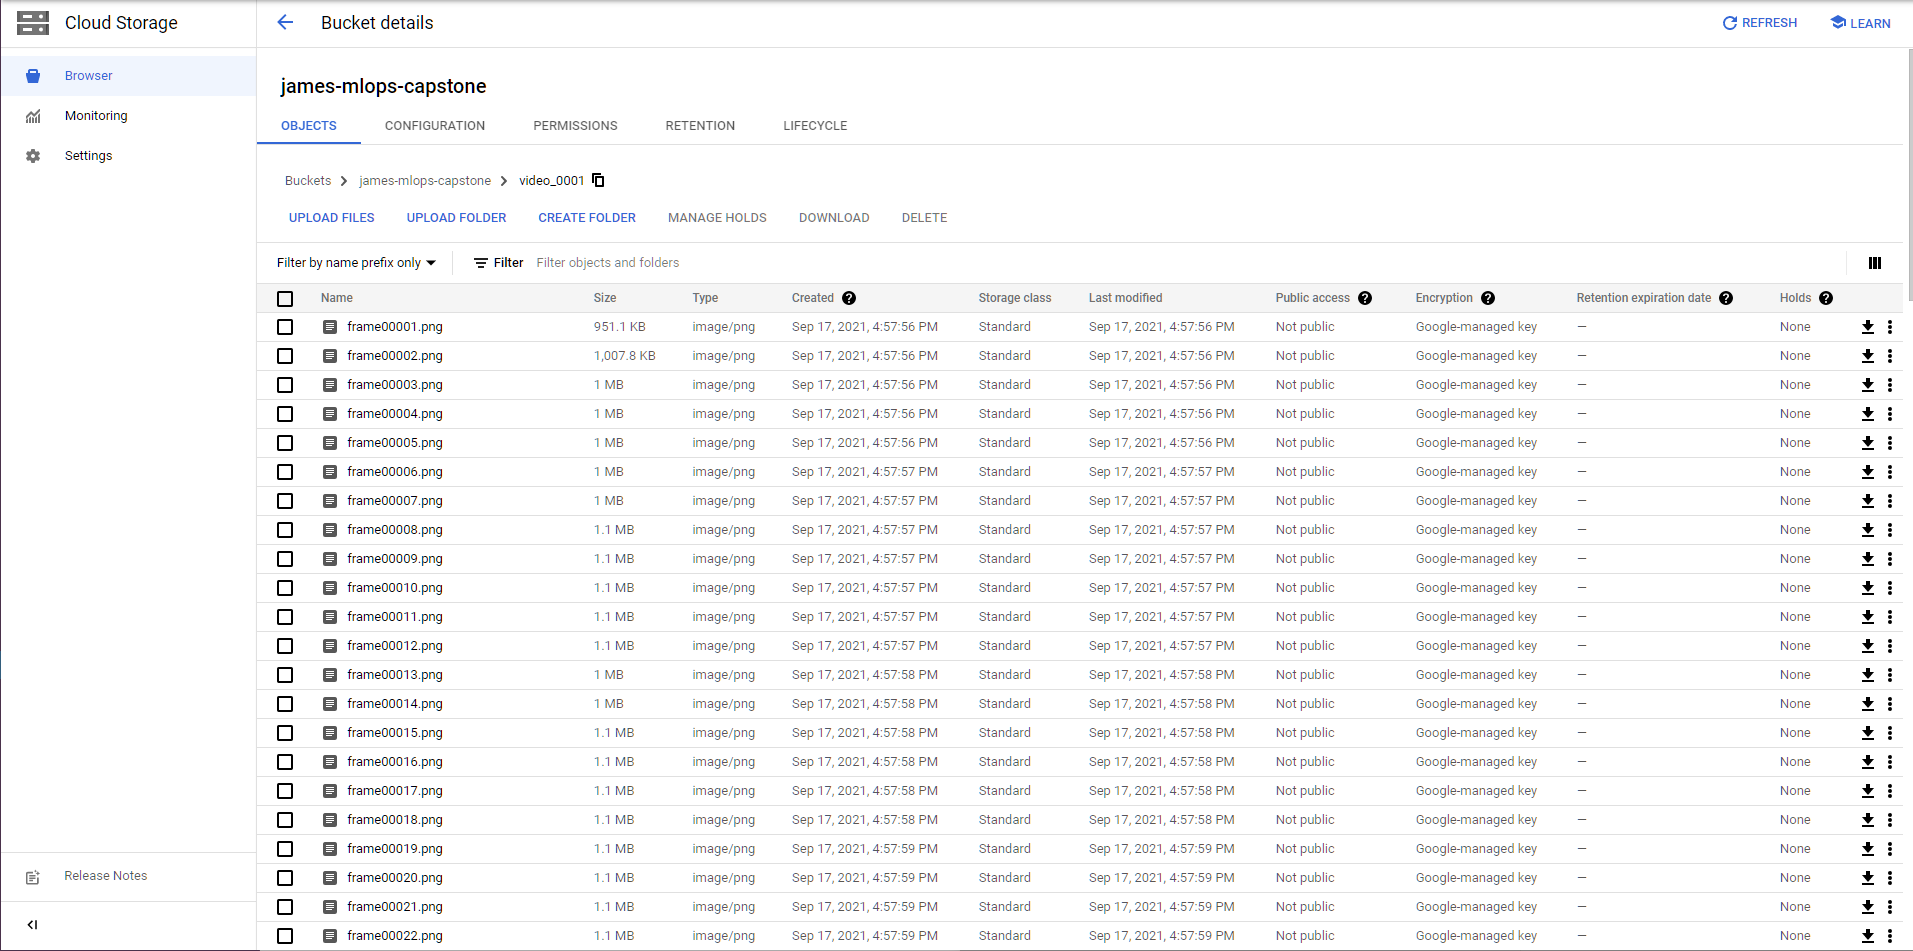 Cloud Storage
Bucket details
REFRESH
LEARN
Browser
Monitoring
Settings
james-mlops-capstone
OBJECTS CONFIGURATION PERMISSIONS RETENTION LIFECYCLE
Buckets > james-mlops-capstone > video_0001
UPLOAD FILES UPLOAD FOLDER CREATE FOLDER MANAGE HOLDS DOWNLOAD DELETE
Filter by name prefix only Filter Filter objects and folders
Name Size Type Created Storage class Last modified Public access Encryption Retention expiration date Holds
frame00001.png 951.1 KB image/png Sep 17, 2021, 4:57:56 PM Standard Sep 17, 2021, 4:57:56 PM Not public Google-managed key — None
frame00002.png 1,007.8 KB image/png Sep 17, 2021, 4:57:56 PM Standard Sep 17, 2021, 4:57:56 PM Not public Google-managed key — None
frame00003.png 1 MB image/png Sep 17, 2021, 4:57:56 PM Standard Sep 17, 2021, 4:57:56 PM Not public Google-managed key — None
frame00004.png 1 MB image/png Sep 17, 2021, 4:57:56 PM Standard Sep 17, 2021, 4:57:56 PM Not public Google-managed key — None
frame00005.png 1 MB image/png Sep 17, 2021, 4:57:56 PM Standard Sep 17, 2021, 4:57:56 PM Not public Google-managed key — None
frame00006.png 1 MB image/png Sep 17, 2021, 4:57:57 PM Standard Sep 17, 2021, 4:57:57 PM Not public Google-managed key — None
frame00007.png 1 MB image/png Sep 17, 2021, 4:57:57 PM Standard Sep 17, 2021, 4:57:57 PM Not public Google-managed key — None
frame00008.png 1.1 MB image/png Sep 17, 2021, 4:57:57 PM Standard Sep 17, 2021, 4:57:57 PM Not public Google-managed key — None
frame00009.png 1.1 MB image/png Sep 17, 2021, 4:57:57 PM Standard Sep 17, 2021, 4:57:57 PM Not public Google-managed key — None
frame00010.png 1.1 MB image/png Sep 17, 2021, 4:57:57 PM Standard Sep 17, 2021, 4:57:57 PM Not public Google-managed key — None
frame00011.png 1.1 MB image/png Sep 17, 2021, 4:57:57 PM Standard Sep 17, 2021, 4:57:57 PM Not public Google-managed key — None
frame00012.png 1.1 MB image/png Sep 17, 2021, 4:57:57 PM Standard Sep 17, 2021, 4:57:57 PM Not public Google-managed key — None
frame00013.png 1 MB image/png Sep 17, 2021, 4:57:58 PM Standard Sep 17, 2021, 4:57:58 PM Not public Google-managed key — None
frame00014.png 1 MB image/png Sep 17, 2021, 4:57:58 PM Standard Sep 17, 2021, 4:57:58 PM Not public Google-managed key — None
frame00015.png 1.1 MB image/png Sep 17, 2021, 4:57:58 PM Standard Sep 17, 2021, 4:57:58 PM Not public Google-managed key — None
frame00016.png 1.1 MB image/png Sep 17, 2021, 4:57:58 PM Standard Sep 17, 2021, 4:57:58 PM Not public Google-managed key — None
frame00017.png 1.1 MB image/png Sep 17, 2021, 4:57:58 PM Standard Sep 17, 2021, 4:57:58 PM Not public Google-managed key — None
frame00018.png 1.1 MB image/png Sep 17, 2021, 4:57:58 PM Standard Sep 17, 2021, 4:57:58 PM Not public Google-managed key — None
frame00019.png 1.1 MB image/png Sep 17, 2021, 4:57:59 PM Standard Sep 17, 2021, 4:57:59 PM Not public Google-managed key — None
frame00020.png 1.1 MB image/png Sep 17, 2021, 4:57:59 PM Standard Sep 17, 2021, 4:57:59 PM Not public Google-managed key — None
frame00021.png 1.1 MB image/png Sep 17, 2021, 4:57:59 PM Standard Sep 17, 2021, 4:57:59 PM Not public Google-managed key — None
frame00022.png 1.1 MB image/png Sep 17, 2021, 4:57:59 PM Standard Sep 17, 2021, 4:57:59 PM Not public Google-managed key — None
Release Notes